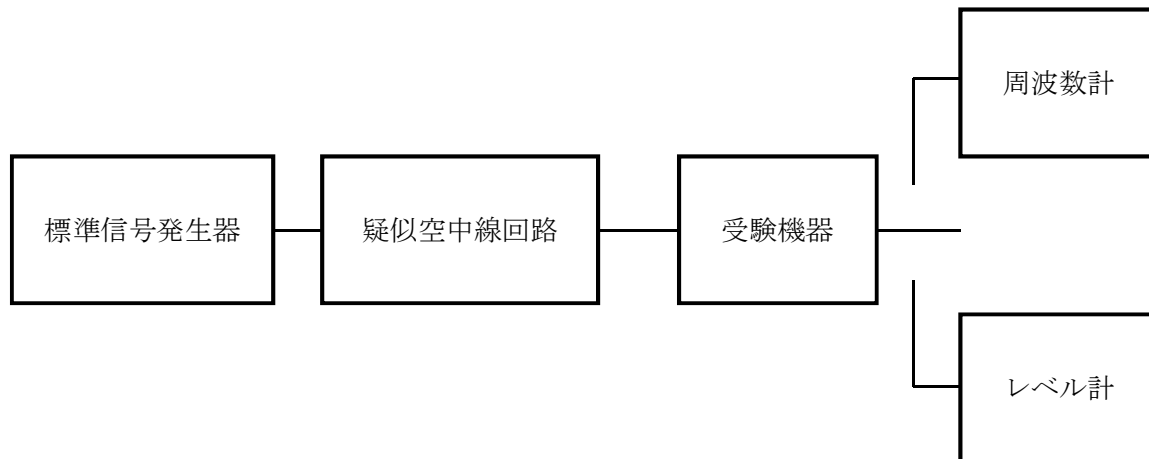 周波数計
標準信号発生器
疑似空中線回路
受験機器
レベル計